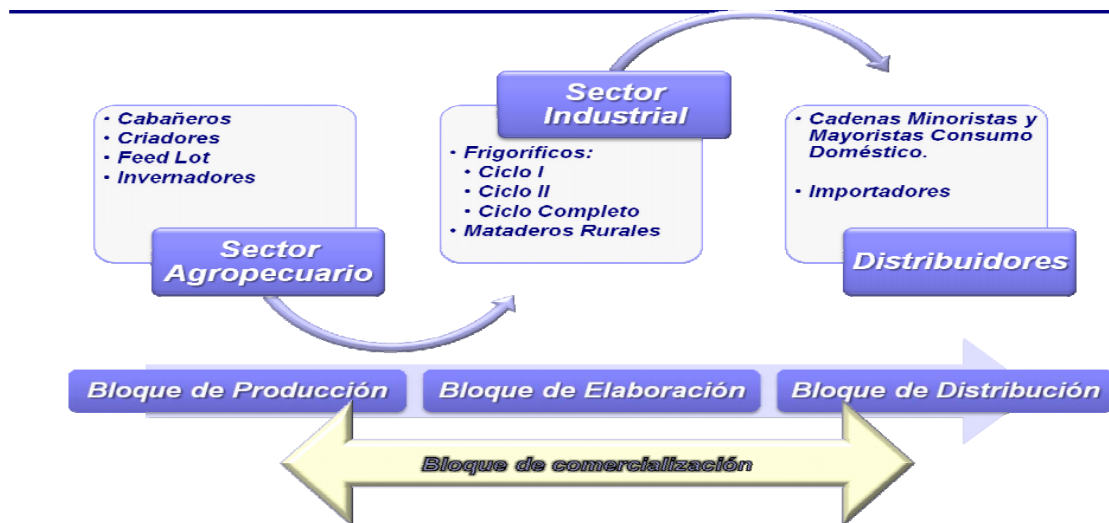 • Cabañeros
• Criadores
• Feed Lot
• Invernadores
Sector
Agropecuario
Sector
Industrial
• Frigoríficos:
• Ciclo I
• Ciclo II
• Ciclo Completo
• Mataderos Rurales
• Cadenas Minoristas y
Mayoristas Consumo
Doméstico.
• Importadores
Distribuidores
Bloque de Producción
Bloque de Elaboración
Bloque de Distribución
Bloque de comercialización